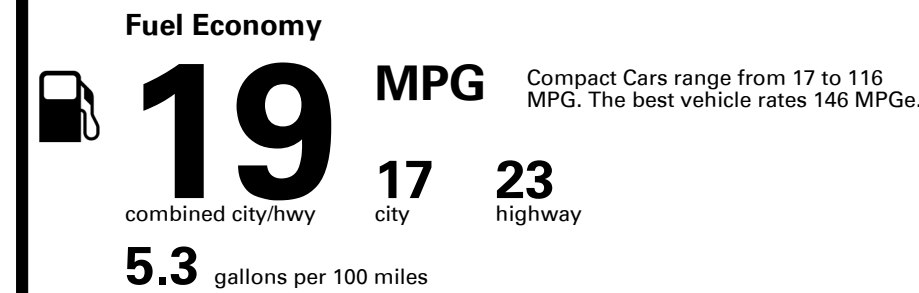 Fuel Economy
19 MPG
Compact Cars range from 17 to 116
MPG. The best vehicle rates 146 MPGe.
17 23
combined city/hwy city highway
5.3 gallons per 100 miles